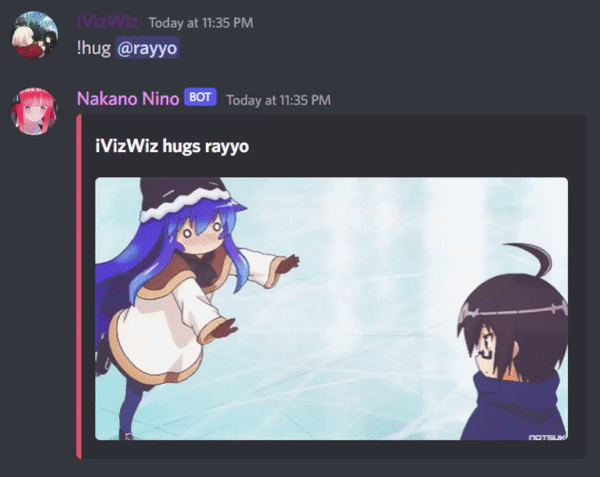 iVizWiz Today at 11:35 PM
!hug @rayyo
Nakano Nino BOT Today at 11:35 PM
iVizWiz hugs rayyo
NOTSUKI